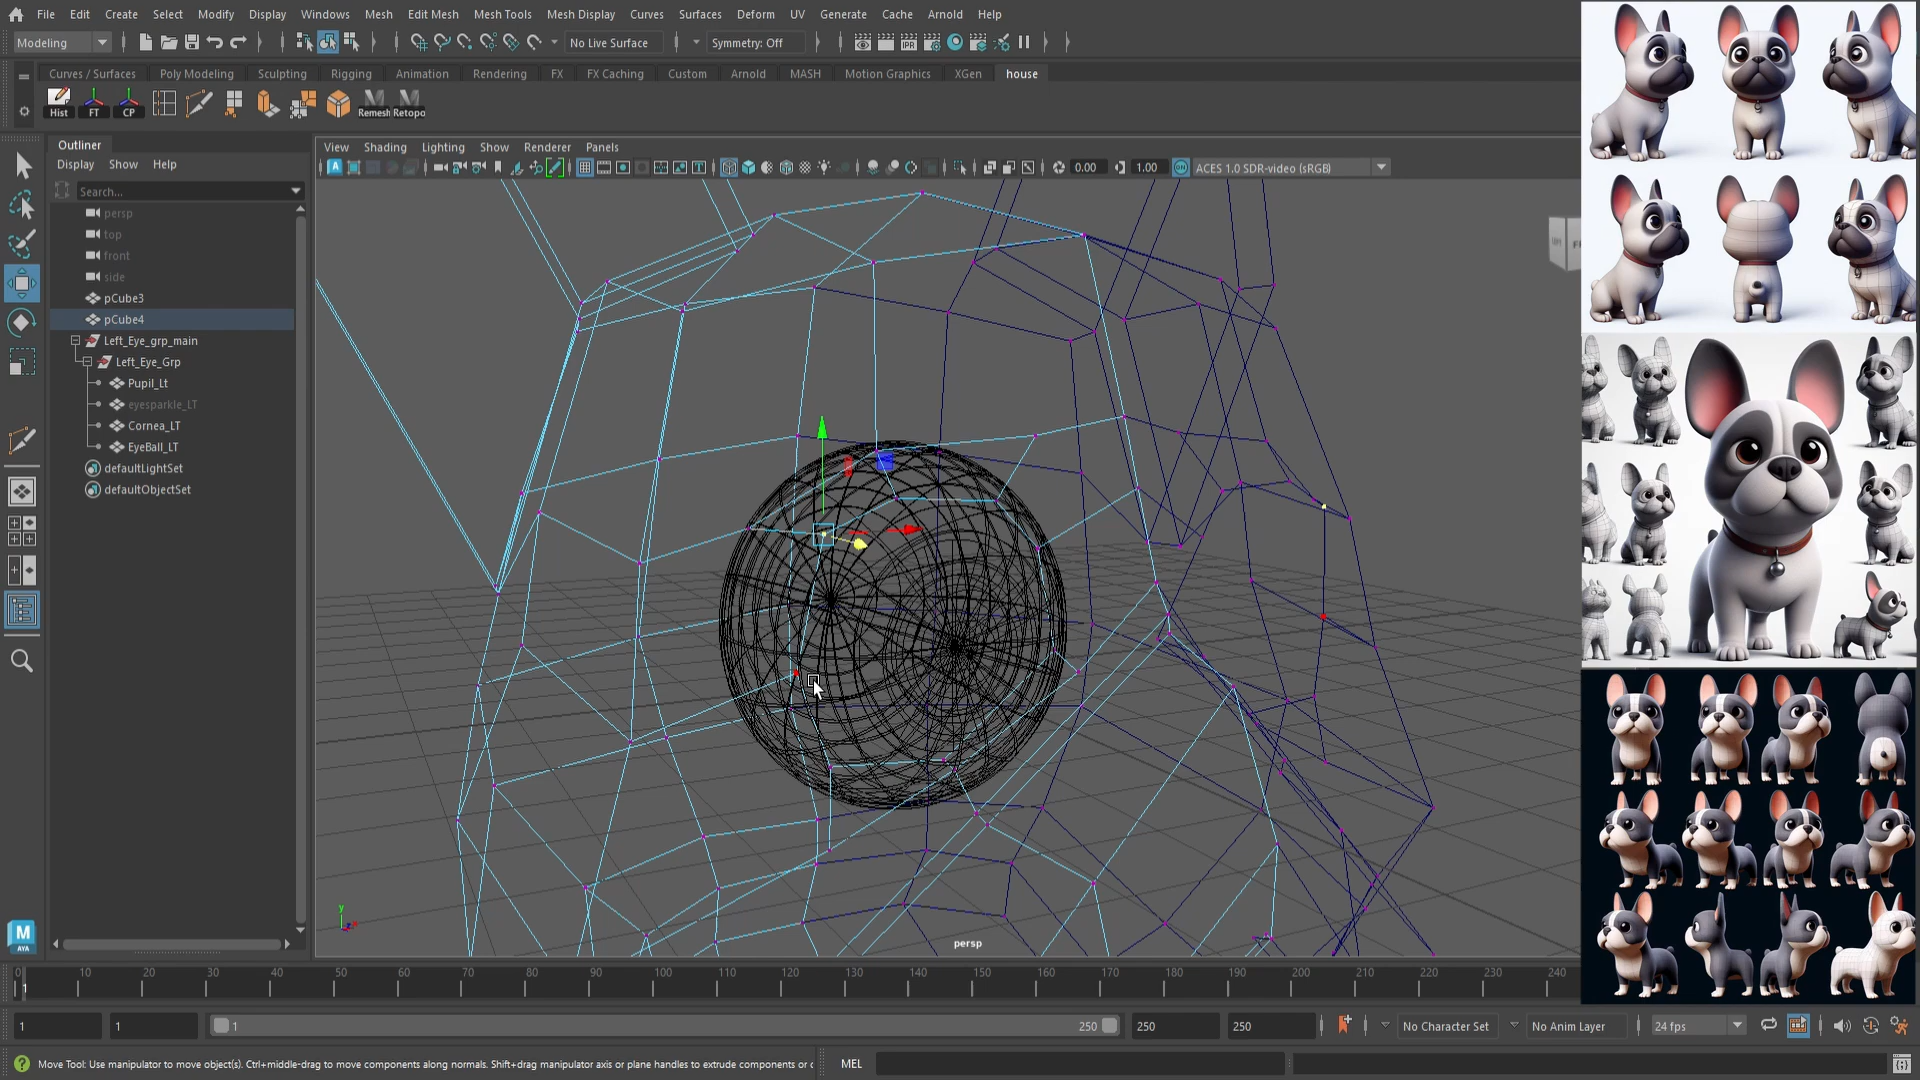 File Edit Create Select Modify Display Windows Mesh Edit Mesh Mesh Tools Mesh Display Curves Surfaces Deform UV Generate Cache Arnold Help
Modeling No Live Surface Symmetry: Off
IPR
Curves / Surfaces Poly Modeling Sculpting Rigging Animation Rendering FX FX Caching Custom Arnold MASH Motion Graphics XGen house
Hist FT CP Remesh Retopo
Outliner
Display Show Help
Search...
View Shading Lighting Show Renderer Panels
0.00 1.00 ON ACES 1.0 SDR-video (sRGB)
persp
top
front
side
pCube3
pCube4
Left_Eye_grp_main
Left_Eye_Grp
Pupil_Lt
eyesparkle_LT
Cornea_LT
EyeBall_LT
defaultLightSet
defaultObjectSet
y
persp
M
AYA
0 10 20 30 40 50 60 70 80 90 100 110 120 130 140 150 160 170 180 190 200 210 220 230 240
1
1 1 1 250 250 250 No Character Set No Anim Layer 24 fps
Move Tool: Use manipulator to move object(s). Ctrl+middle-drag to move components along normals. Shift+drag manipulator axis or plane handles to extrude components or c
MEL